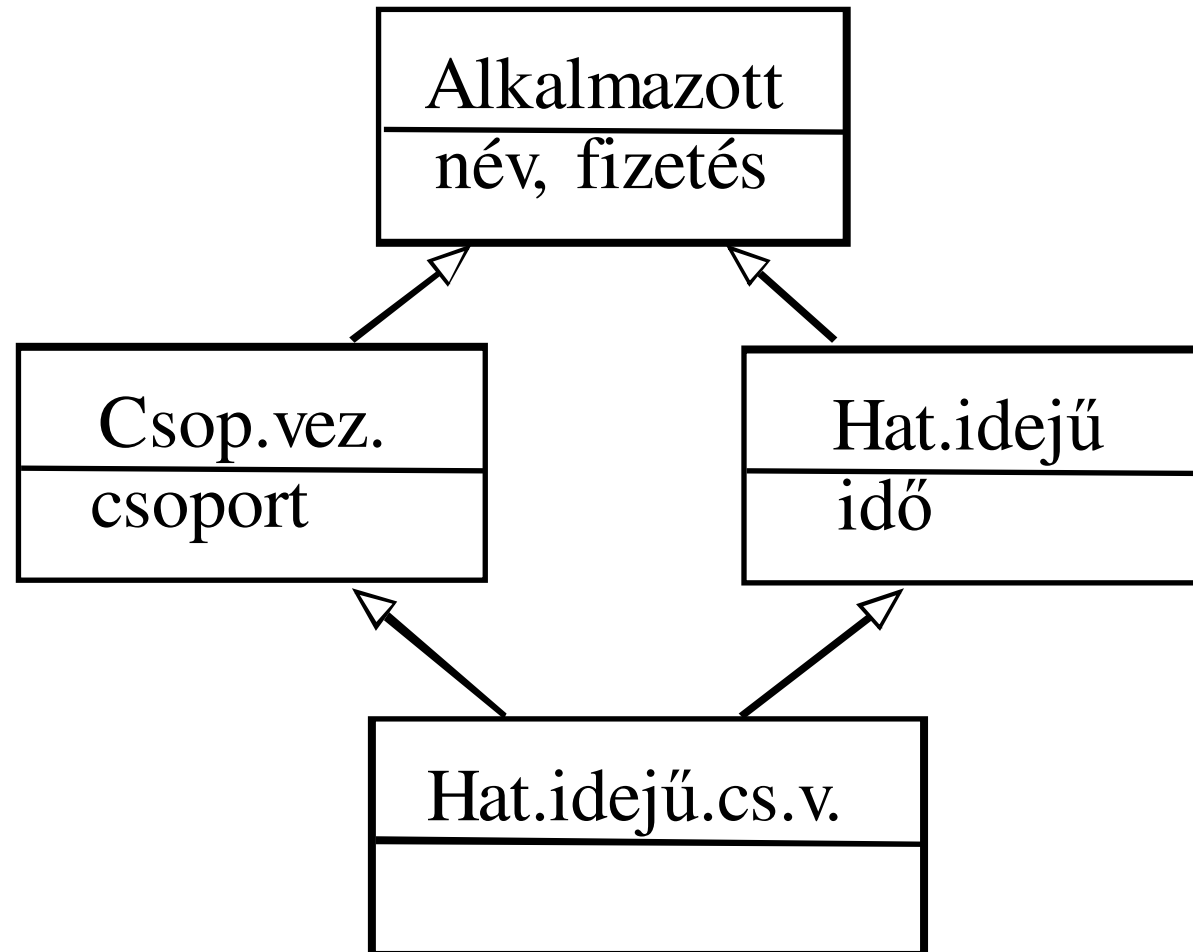 Alkalmazott
név, fizetés
Csop.vez.
csoport
Hat.idejű
idő
Hat.idejű.cs.v.